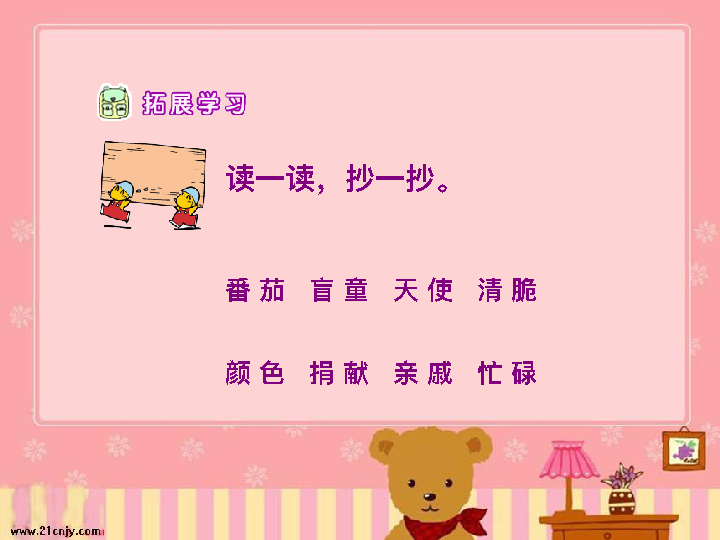 拓展学习
读一读，抄一抄。
番茄 盲童 天使 清脆
颜色 捐献 亲戚 忙碌
www.21cnjy.com